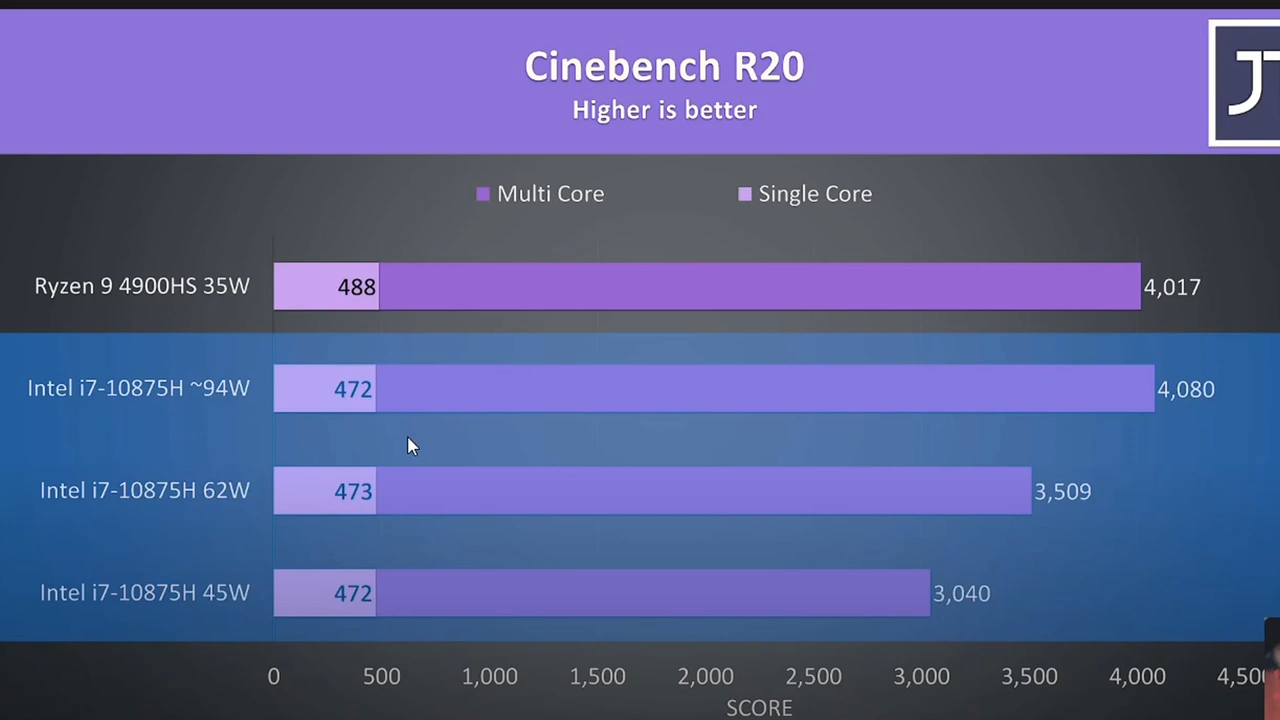 Cinebench R20
Higher is better
Multi Core Single Core
Ryzen 9 4900HS 35W 488 4,017
Intel i7-10875H ~94W 472 4,080
Intel i7-10875H 62W 473 3,509
Intel i7-10875H 45W 472 3,040
0 500 1,000 1,500 2,000 2,500 3,000 3,500 4,000 4,500
SCORE